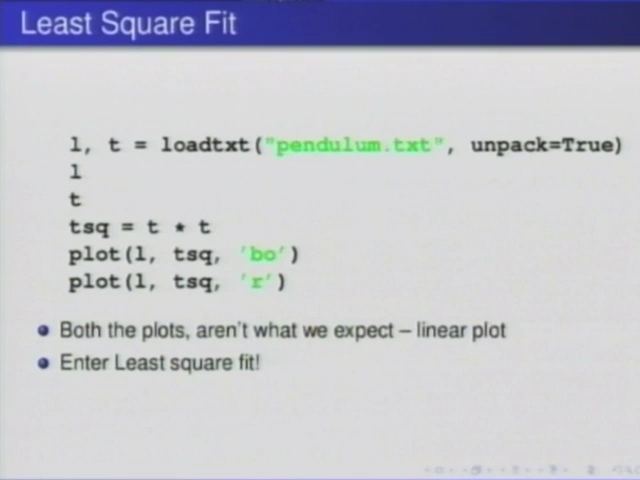 Least Square Fit
l, t = loadtxt("pendulum.txt", unpack=True)
l
t
tsq = t * t
plot(l, tsq, 'bo')
plot(l, tsq, 'r')
Both the plots, aren't what we expect – linear plot
Enter Least square fit!